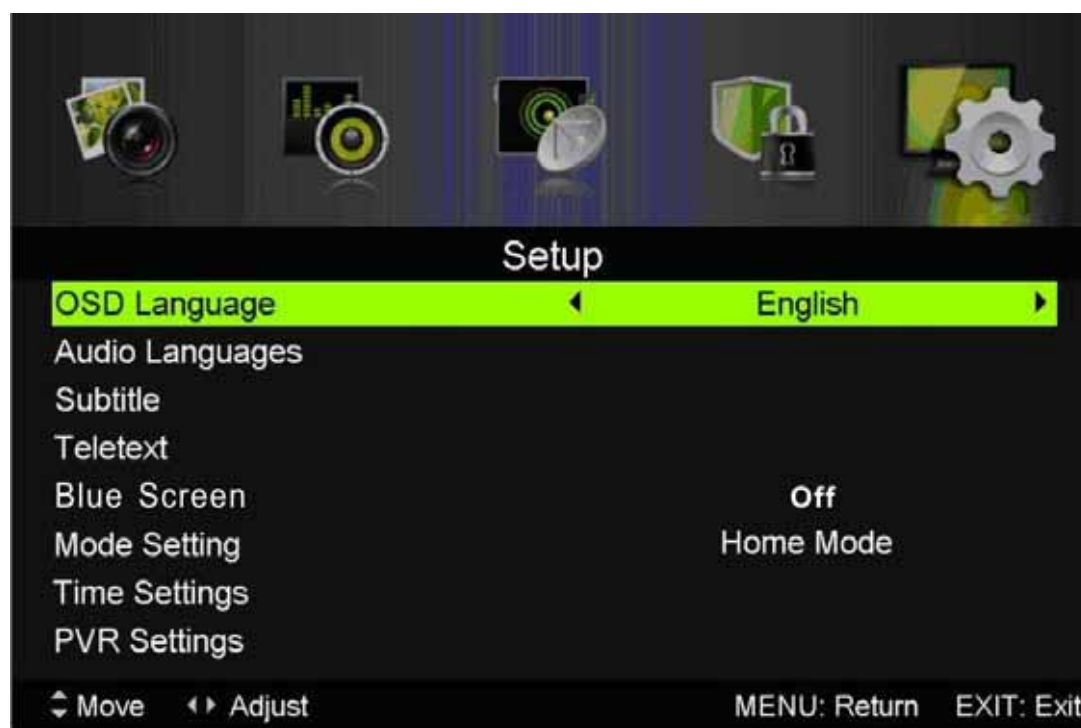 Setup
OSD Language English
Audio Languages
Subtitle
Teletext
Blue Screen Off
Mode Setting Home Mode
Time Settings
PVR Settings
Move Adjust MENU: Return EXIT: Exit